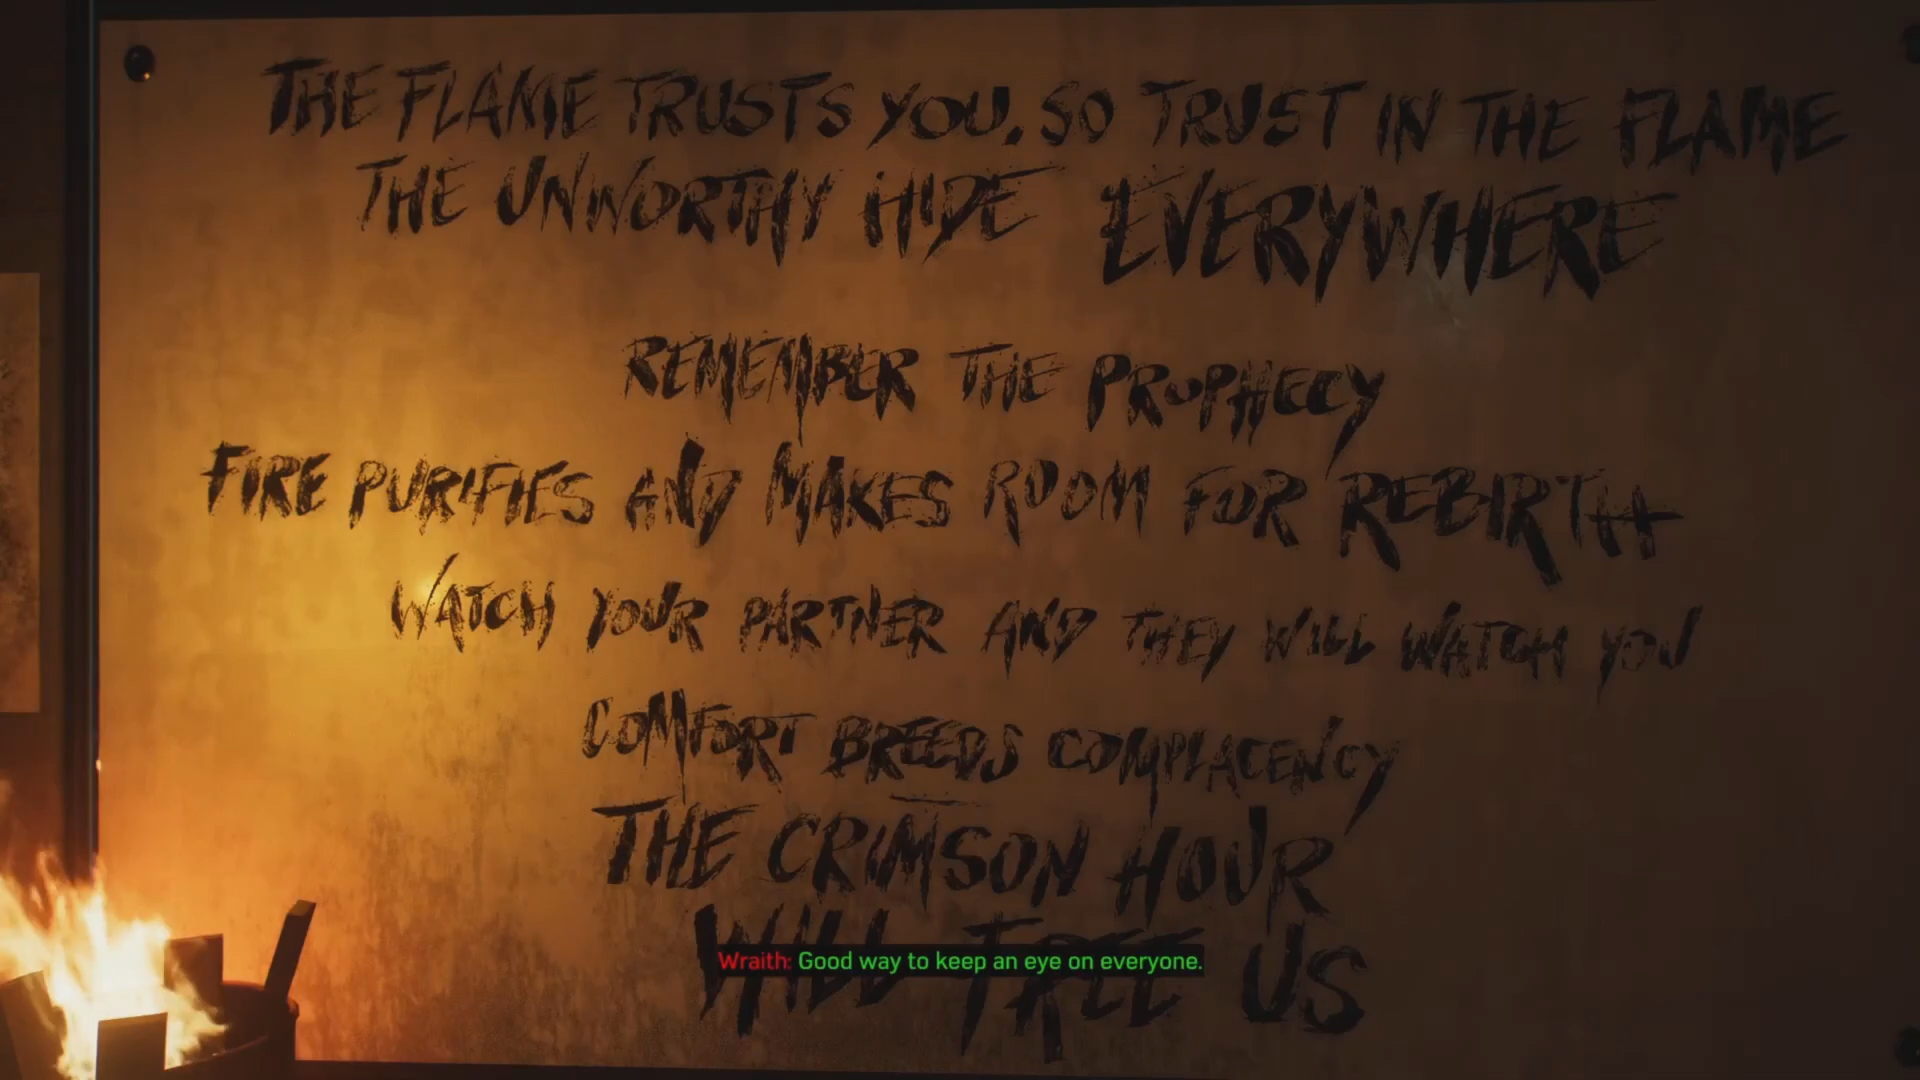 THE FLAME TRUSTS YOU. SO TRUST IN THE FLAME
THE UNWORTHY HIDE EVERYWHERE
REMEMBER THE PROPHECY
FIRE PURIFIES AND MAKES ROOM FOR REBIRTH
WATCH YOUR PARTNER AND THEY WILL WATCH YOU
COMFORT BREEDS COMPLACENCY
THE CRIMSON HOUR
WILL FREE US
Wraith: Good way to keep an eye on everyone.